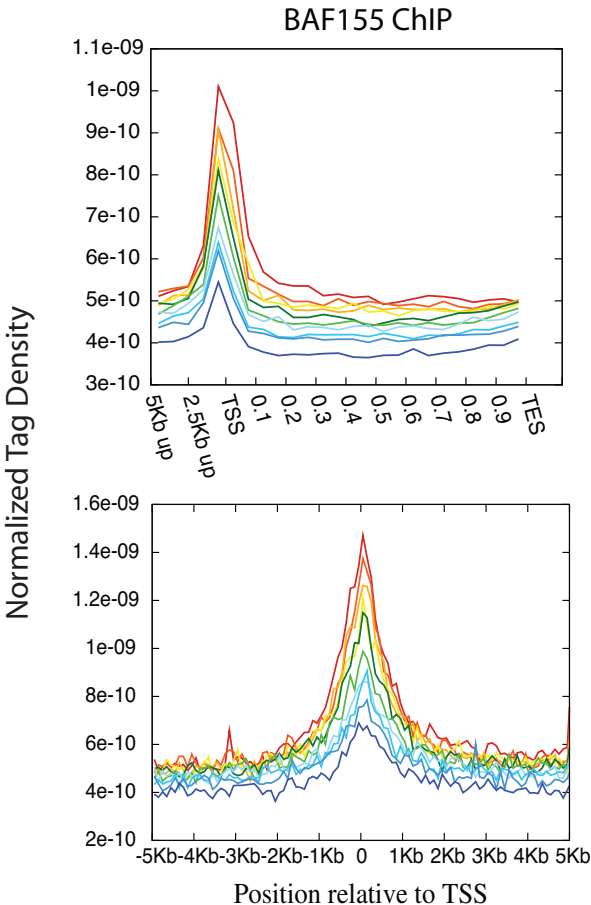 BAF155 ChIP
Normalized Tag Density
1.1e-09
1e-09
9e-10
8e-10
7e-10
6e-10
5e-10
4e-10
3e-10
5Kb up
2.5Kb up
TSS
0.1
0.2
0.3
0.4
0.5
0.6
0.7
0.8
0.9
TES
1.6e-09
1.4e-09
1.2e-09
1e-09
8e-10
6e-10
4e-10
2e-10
-5Kb-4Kb-3Kb-2Kb-1Kb 0 1Kb 2Kb 3Kb 4Kb 5Kb
Position relative to TSS